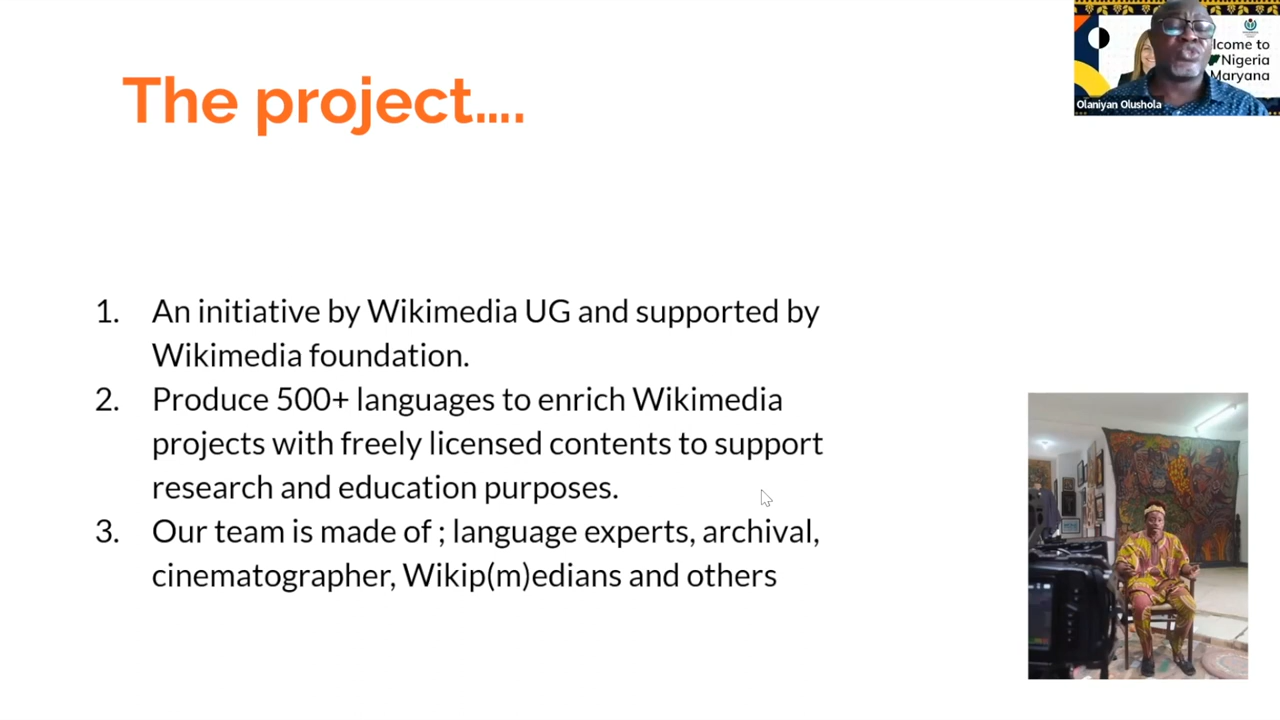 The project....
lcome to
Nigeria
Maryana
Olaniyan Olushola
1. An initiative by Wikimedia UG and supported by
Wikimedia foundation.
2. Produce 500+ languages to enrich Wikimedia
projects with freely licensed contents to support
research and education purposes.
3. Our team is made of ; language experts, archival,
cinematographer, Wikip(m)edians and others